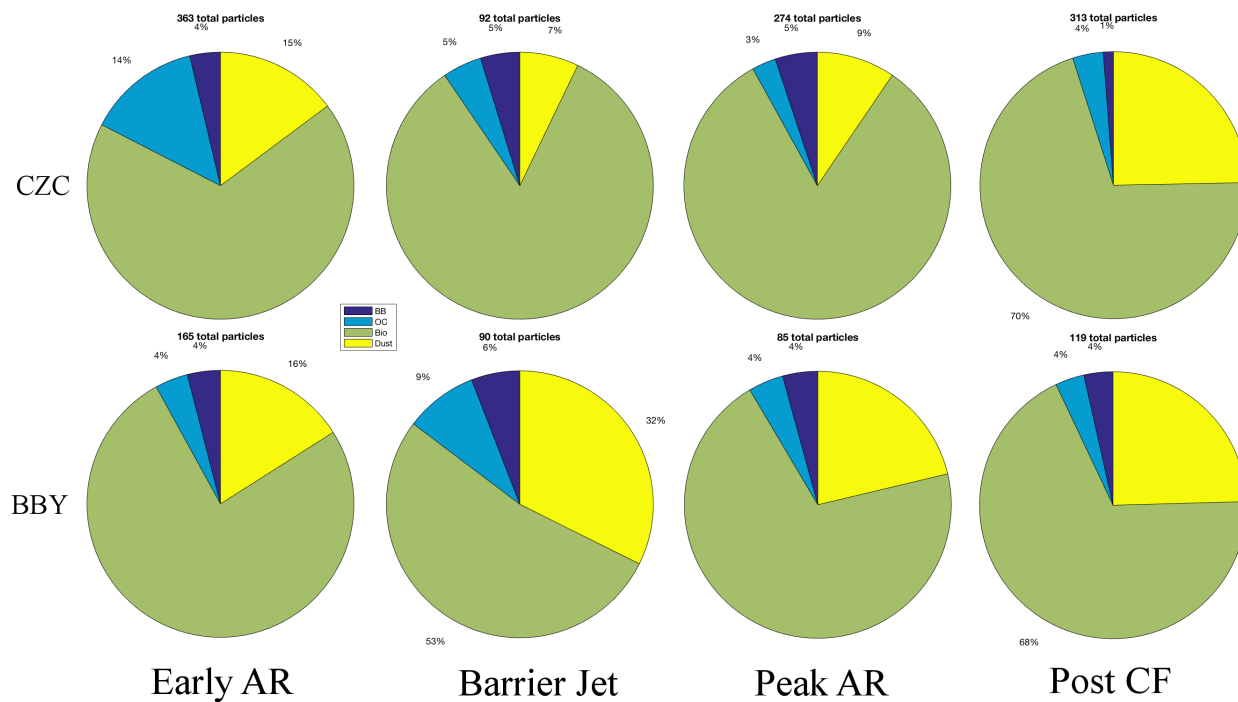 363 total particles
4%
15%
14%
92 total particles
5%
5%
7%
274 total particles
3%
5%
9%
313 total particles
4%
1%
70%
CZC
BB
OC
Bio
Dust
165 total particles
4%
4%
16%
90 total particles
6%
9%
32%
53%
85 total particles
4%
4%
119 total particles
4%
4%
68%
BBY
Early AR
Barrier Jet
Peak AR
Post CF